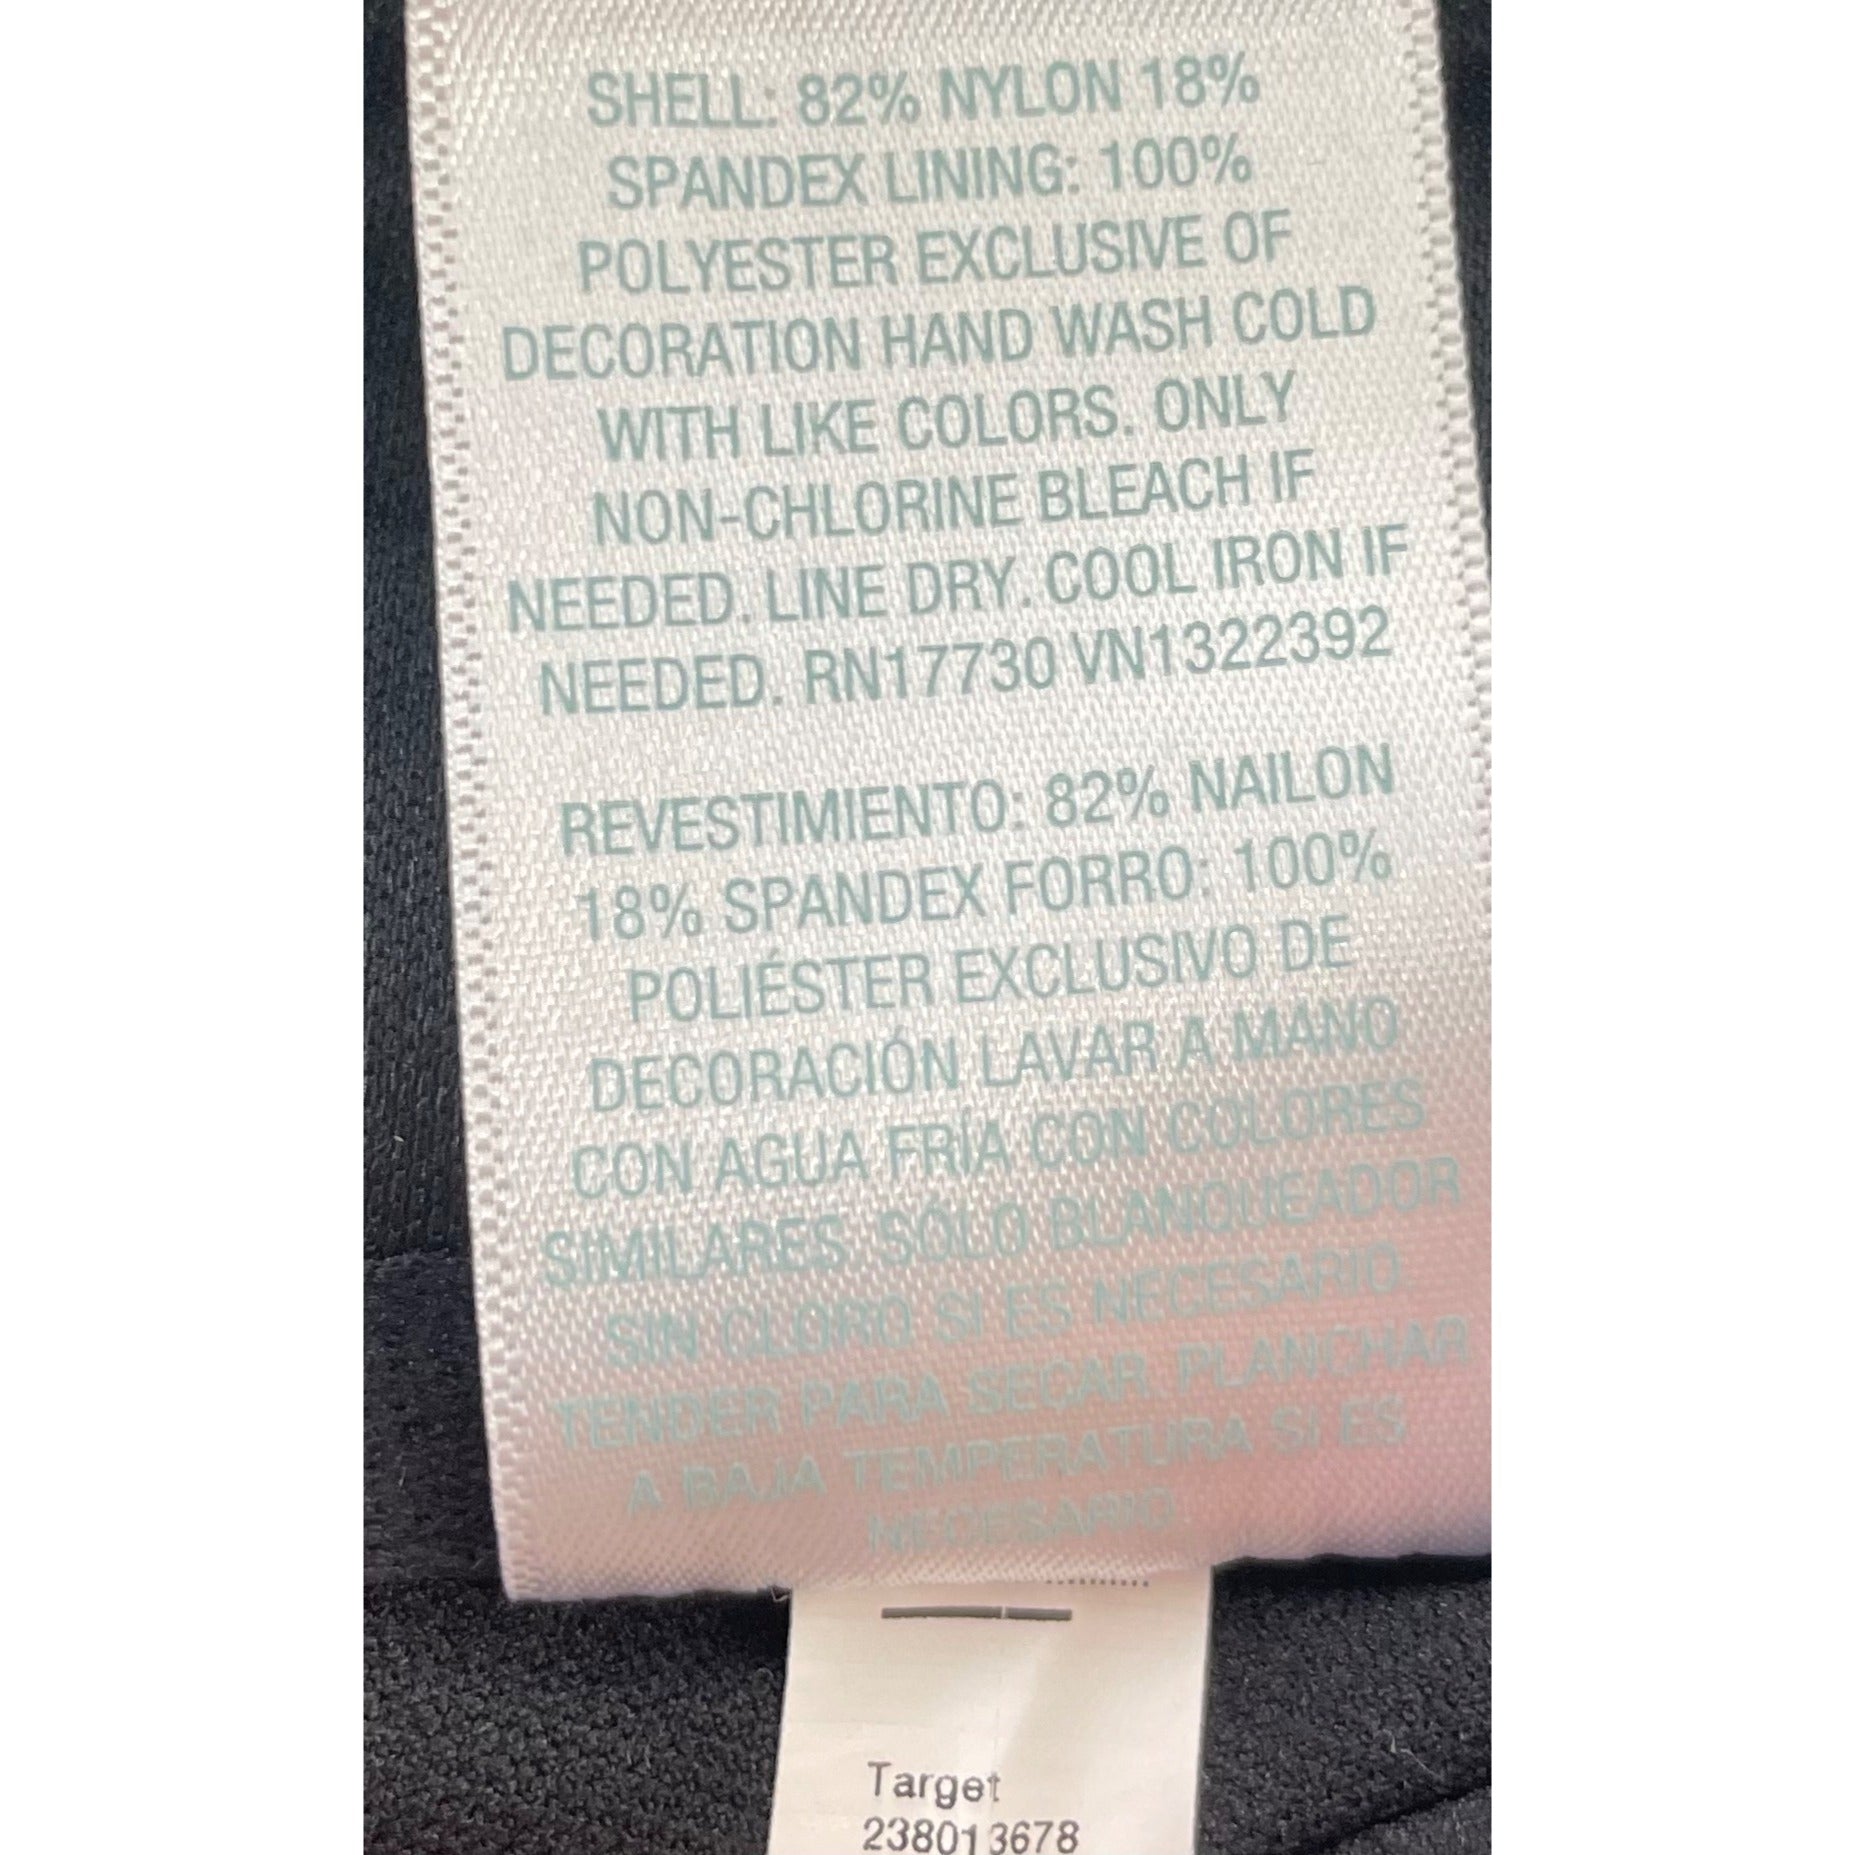 SHELL: 82% NYLON 18%
SPANDEX LINING: 100%
POLYESTER EXCLUSIVE OF
DECORATION HAND WASH COLD
WITH LIKE COLORS. ONLY
NON-CHLORINE BLEACH IF
NEEDED. LINE DRY. COOL IRON IF
NEEDED. RN17730 VN1322392
REVESTIMIENTO: 82% NAILON
18% SPANDEX FORRO: 100%
POLIÉSTER EXCLUSIVO DE
DECORACIÓN LAVAR A MANO
CON AGUA FRÍA CON COLORES
SIMILARES. SÓLO BLANQUEADOR
SIN CLORO SI ES NECESARIO.
TENDER PARA SECAR. PLANCHAR
A BAJA TEMPERATURA SI ES
NECESARIO.
Target
238013678